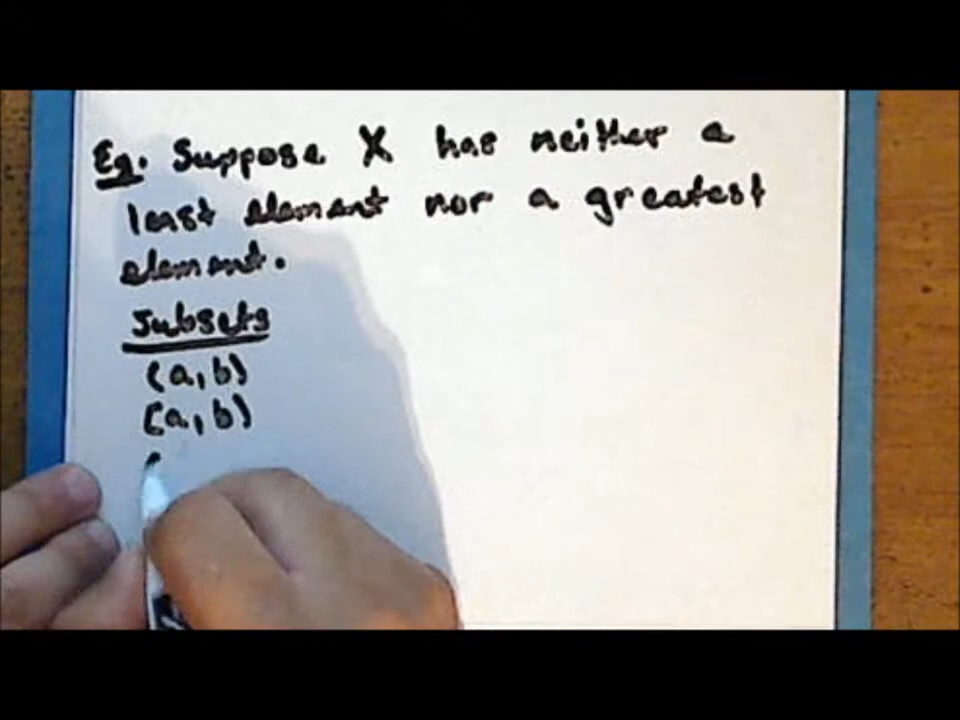 Eg. Suppose X has neither a
least element nor a greatest
element.
Subsets
(a,b)
[a,b)
(